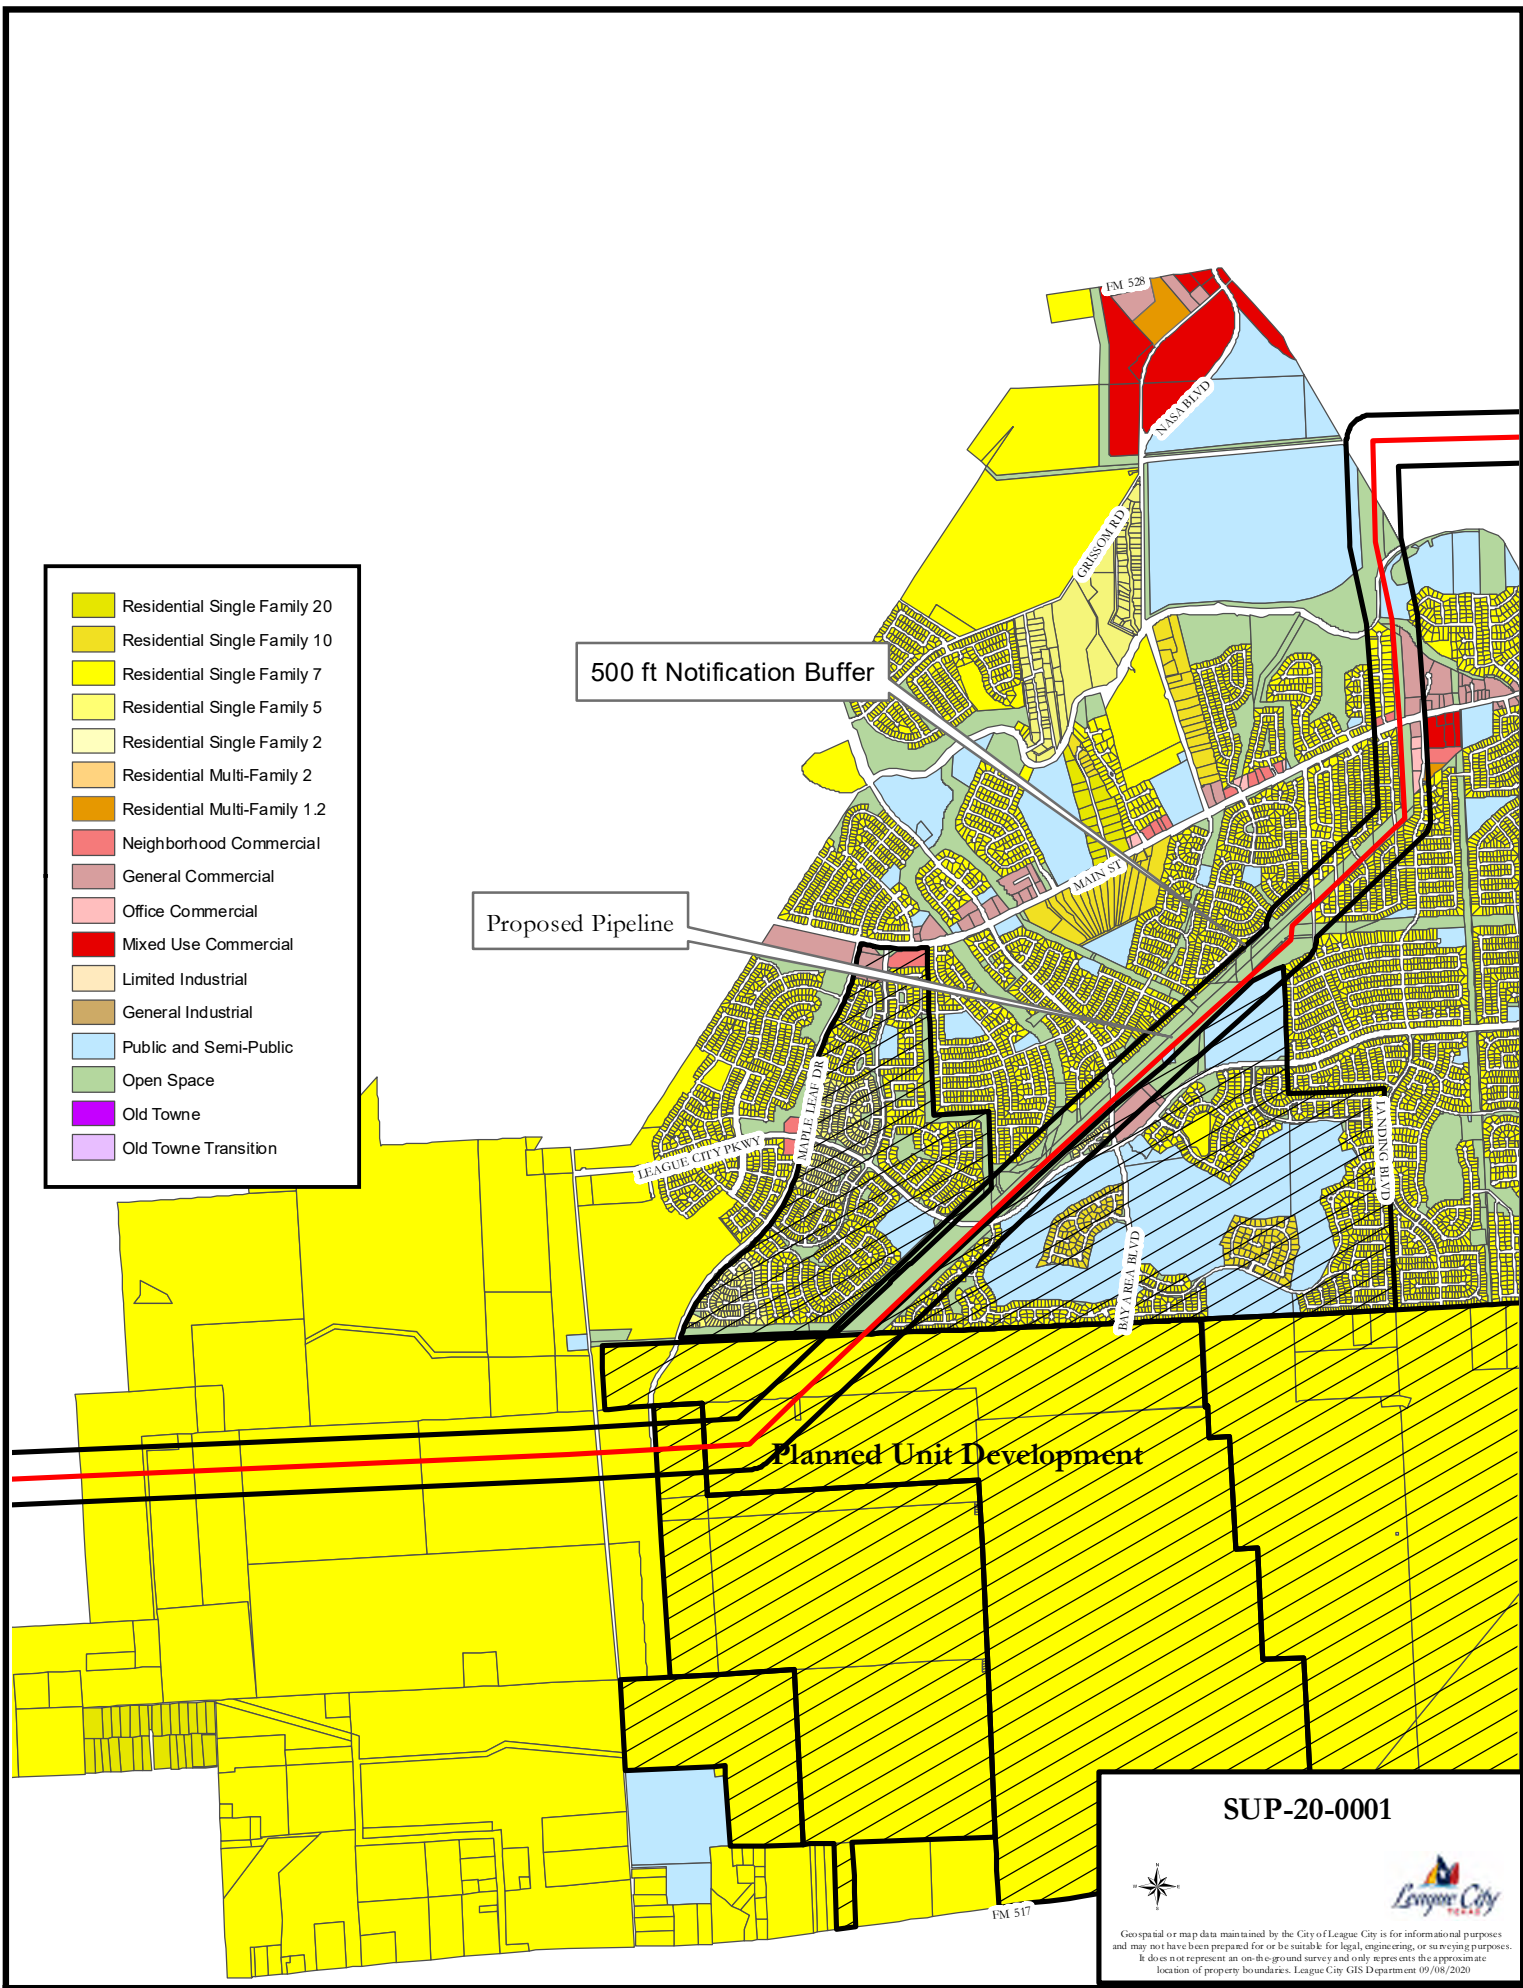 FM 528
NASA BLVD
GRISSOM RD
Residential Single Family 20
Residential Single Family 10
Residential Single Family 7
Residential Single Family 5
Residential Single Family 2
Residential Multi-Family 2
Residential Multi-Family 1.2
Neighborhood Commercial
General Commercial
Office Commercial
Mixed Use Commercial
Limited Industrial
General Industrial
Public and Semi-Public
Open Space
Old Towne
Old Towne Transition
500 ft Notification Buffer
MAIN ST
Proposed Pipeline
MAPLE LEAF DR
LEAGUE CITY PKWY
LANDING BLVD
BAY AREA BLVD
Planned Unit Development
FM 517
SUP-20-0001
N
W E
S
League City
TEXAS
Geospatial or map data maintained by the City of League City is for informational purposes
and may not have been prepared for or be suitable for legal, engineering, or surveying purposes.
It does not represent an on-the-ground survey and only represents the approximate
location of property boundaries. League City GIS Department 09/08/2020